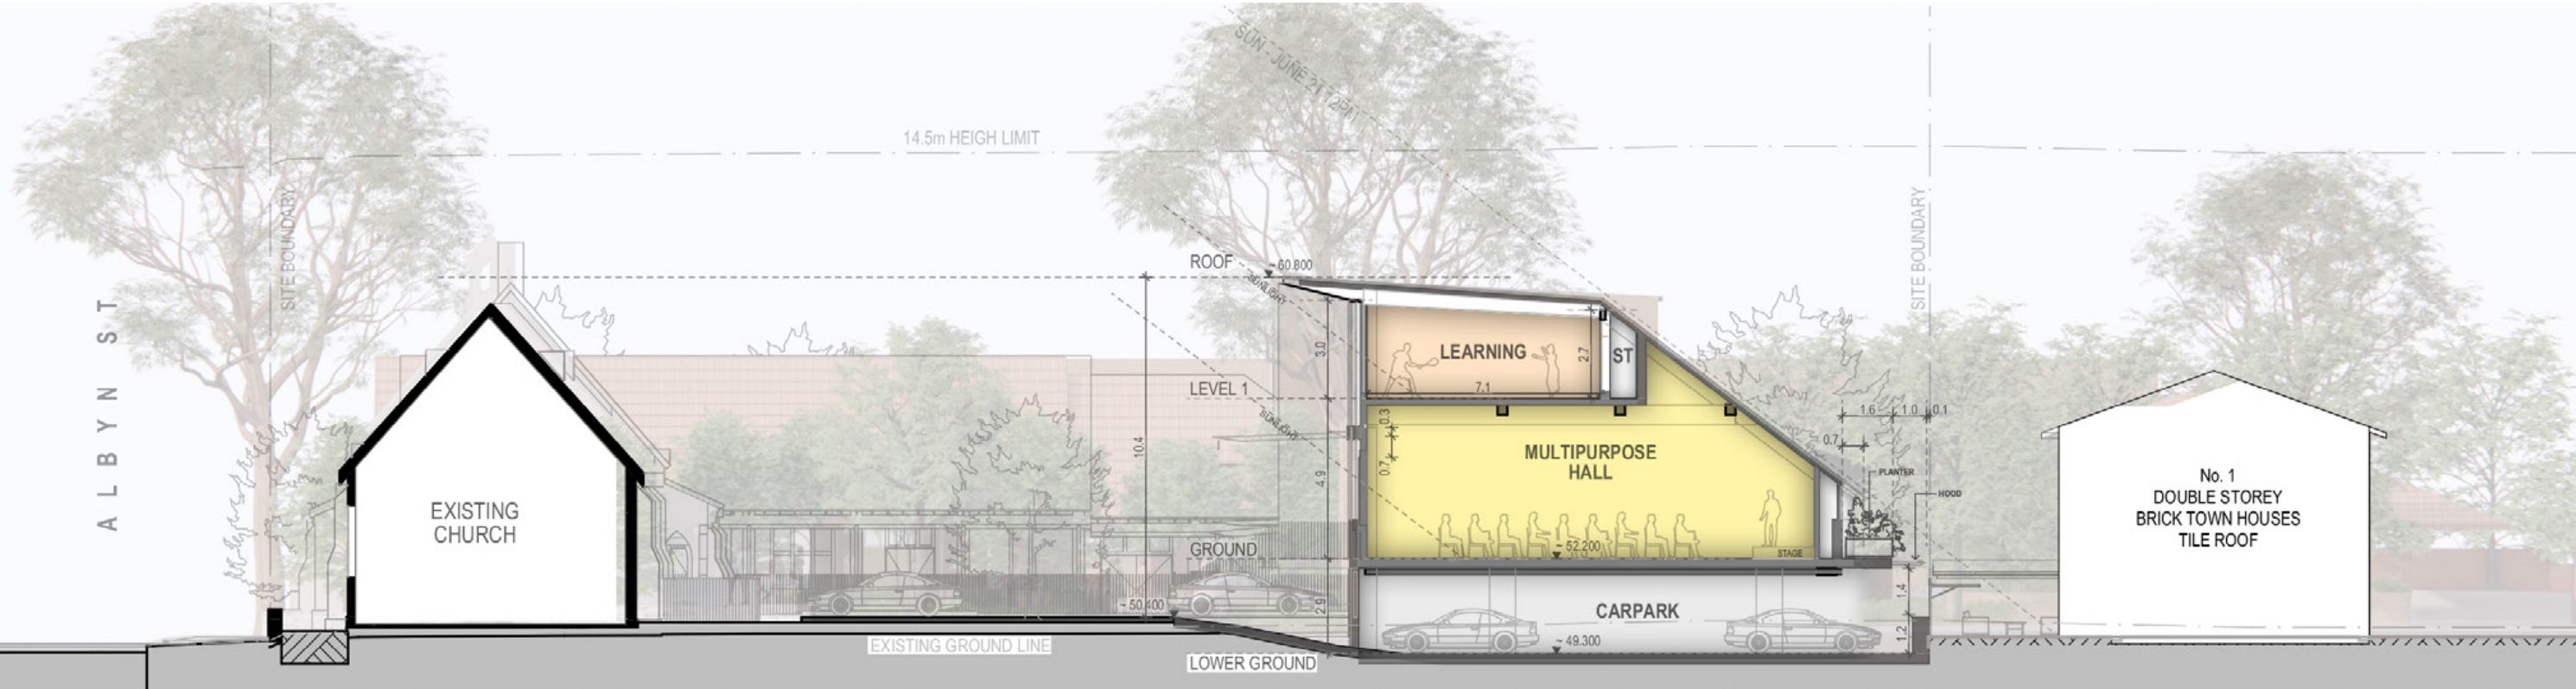 SUN - JUNE 21 12PM
14.5m HEIGH LIMIT
SITE BOUNDARY
SITE BOUNDARY
ALBYN ST
ROOF
~ 60.800
SUNLIGHT
LEVEL 1
SUNLIGHT
10.4
3.0
4.9
2.9
LEARNING
2.7
ST
7.1
0.3
0.7
MULTIPURPOSE
HALL
1.6
1.0
0.1
0.7
PLANTER
HOOD
EXISTING
CHURCH
No. 1
DOUBLE STOREY
BRICK TOWN HOUSES
TILE ROOF
GROUND
~ 52.200
STAGE
~ 50.400
CARPARK
1.4
1.2
~ 49.300
EXISTING GROUND LINE
LOWER GROUND